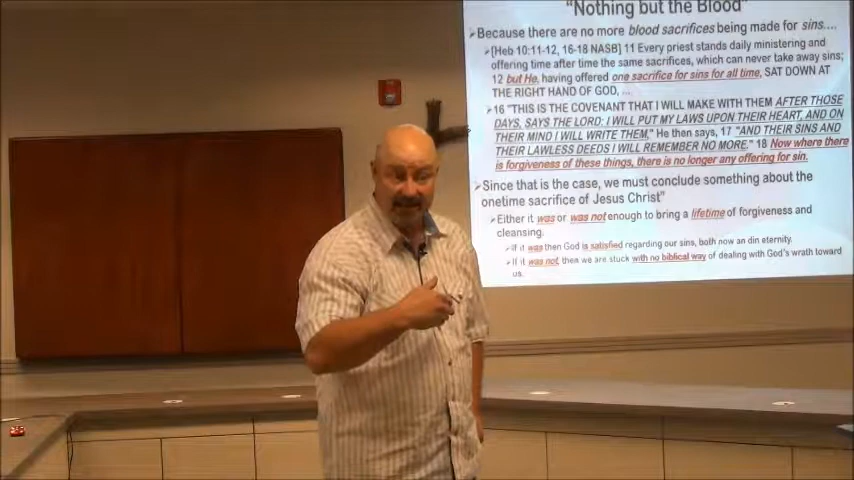 "Nothing but the Blood"
➢Because there are no more blood sacrifices being made for sins….
➢[Heb 10:11-12, 16-18 NASB] 11 Every priest stands daily ministering and
offering time after time the same sacrifices, which can never take away sins;
12 but He, having offered one sacrifice for sins for all time, SAT DOWN AT
THE RIGHT HAND OF GOD, …
➢16 "THIS IS THE COVENANT THAT I WILL MAKE WITH THEM AFTER THOSE
DAYS, SAYS THE LORD: I WILL PUT MY LAWS UPON THEIR HEART, AND ON
THEIR MIND I WILL WRITE THEM," He then says, 17 "AND THEIR SINS AND
THEIR LAWLESS DEEDS I WILL REMEMBER NO MORE." 18 Now where there
is forgiveness of these things, there is no longer any offering for sin.
➢Since that is the case, we must conclude something about the
onetime sacrifice of Jesus Christ"
➢Either it was or was not enough to bring a lifetime of forgiveness and
cleansing.
➢If it was then God is satisfied regarding our sins, both now and in eternity
➢If it was not, then we are stuck with no biblical way of dealing with God's WRATH toward
us.